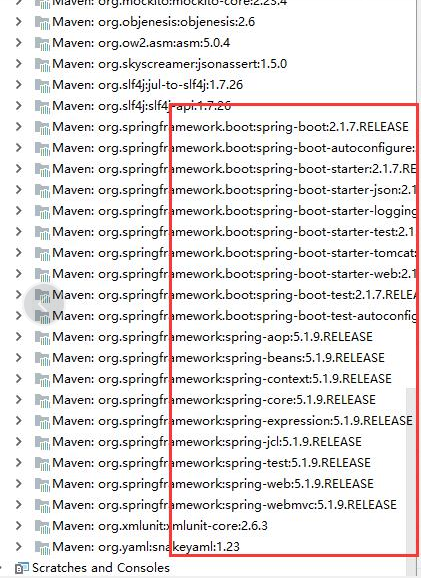 Maven: org.mockito:mockito-core:2.23.4
Maven: org.objenesis:objenesis:2.6
Maven: org.ow2.asm:asm:5.0.4
Maven: org.skyscreamer:jsonassert:1.5.0
Maven: org.slf4j:jul-to-slf4j:1.7.26
Maven: org.slf4j:slf4j-api:1.7.26
Maven: org.springframework.boot:spring-boot:2.1.7.RELEASE
Maven: org.springframework.boot:spring-boot-autoconfigure:
Maven: org.springframework.boot:spring-boot-starter:2.1.7.RE
Maven: org.springframework.boot:spring-boot-starter-json:2.1
Maven: org.springframework.boot:spring-boot-starter-logging
Maven: org.springframework.boot:spring-boot-starter-test:2.1
Maven: org.springframework.boot:spring-boot-starter-tomcat:
Maven: org.springframework.boot:spring-boot-starter-web:2.1
Maven: org.springframework.boot:spring-boot-test:2.1.7.RELEA
Maven: org.springframework.boot:spring-boot-test-autoconfig
Maven: org.springframework:spring-aop:5.1.9.RELEASE
Maven: org.springframework:spring-beans:5.1.9.RELEASE
Maven: org.springframework:spring-context:5.1.9.RELEASE
Maven: org.springframework:spring-core:5.1.9.RELEASE
Maven: org.springframework:spring-expression:5.1.9.RELEASE
Maven: org.springframework:spring-jcl:5.1.9.RELEASE
Maven: org.springframework:spring-test:5.1.9.RELEASE
Maven: org.springframework:spring-web:5.1.9.RELEASE
Maven: org.springframework:spring-webmvc:5.1.9.RELEASE
Maven: org.xmlunit:xmlunit-core:2.6.3
Maven: org.yaml:snakeyaml:1.23
Scratches and Consoles